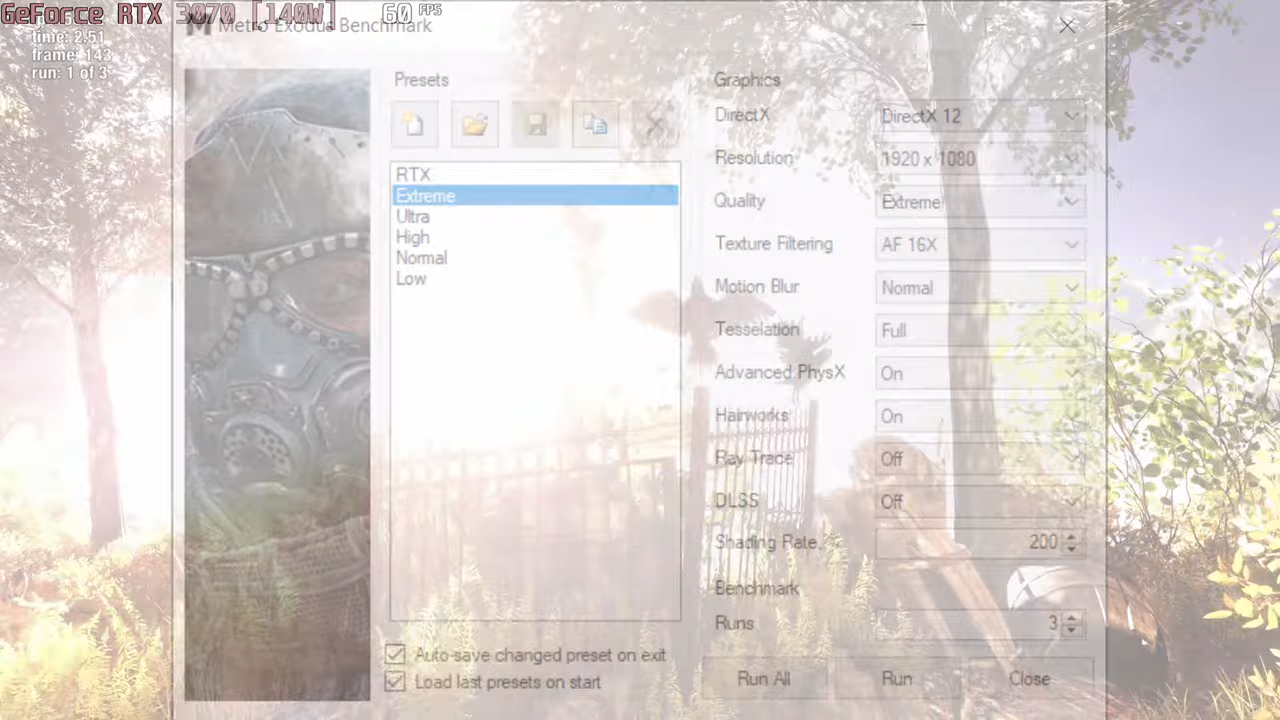 GeForce RTX 3070 [140W] 60 FPS
time: 2.51
frame: 143
run: 1 of 3
Metro Exodus Benchmark
Presets
RTX
Extreme
Ultra
High
Normal
Low
Auto-save changed preset on exit
Load last presets on start
Graphics
DirectX DirectX 12
Resolution 1920 x 1080
Quality Extreme
Texture Filtering AF 16X
Motion Blur Normal
Tesselation Full
Advanced PhysX On
Hairworks On
Ray Trace Off
DLSS Off
Shading Rate, 200
Benchmark
Runs 3
Run All Run Close